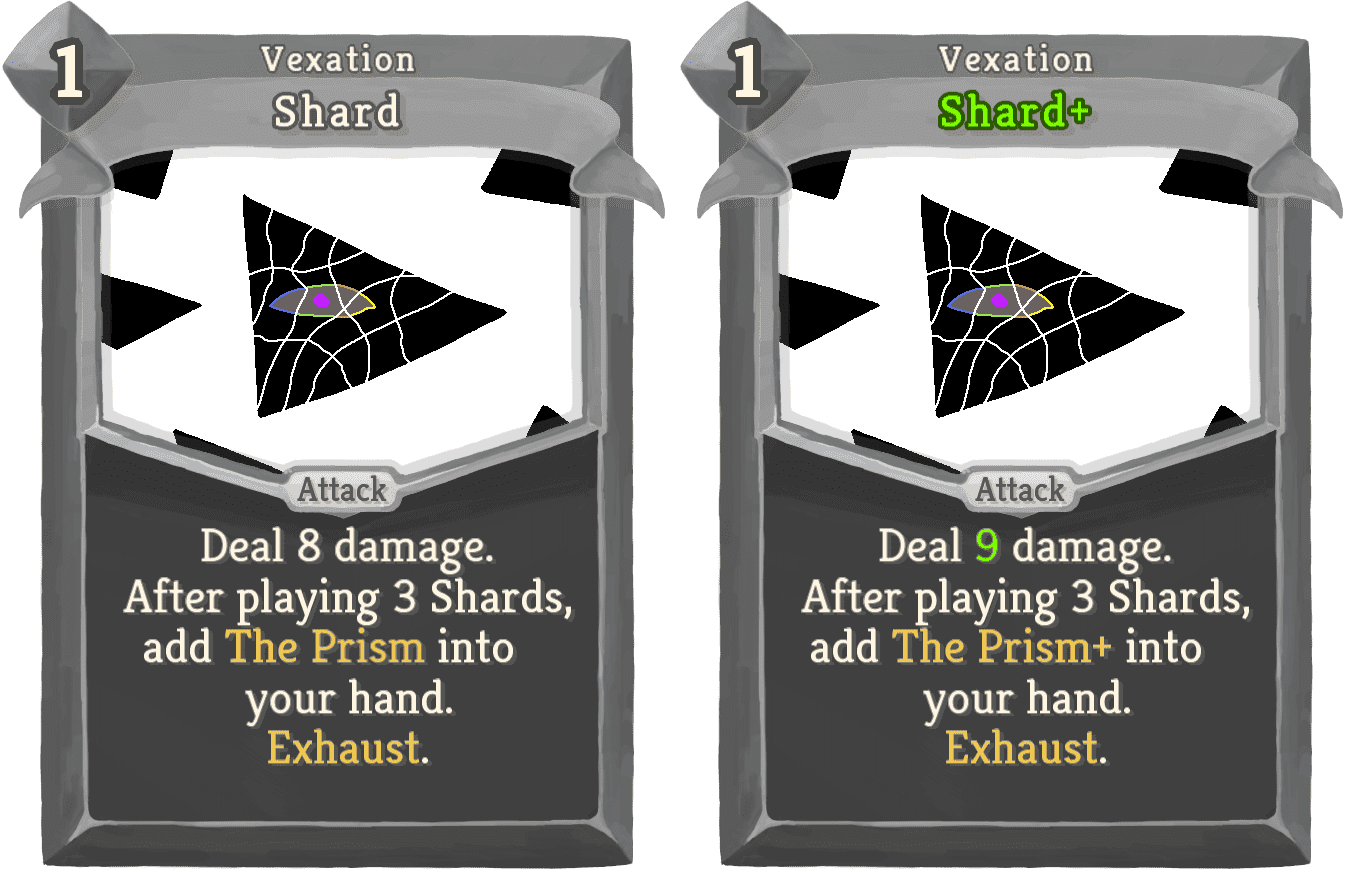 1
Vexation
Shard
Attack
Deal 8 damage.
After playing 3 Shards,
add The Prism into
your hand.
Exhaust.
1
Vexation
Shard+
Attack
Deal 9 damage.
After playing 3 Shards,
add The Prism+ into
your hand.
Exhaust.